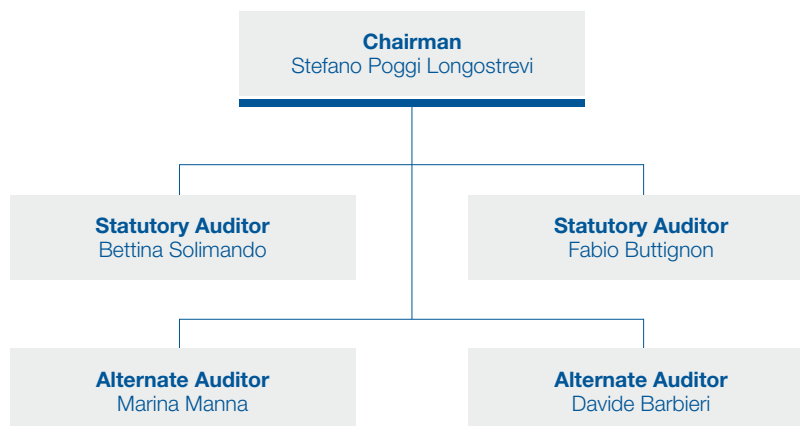 Chairman
Stefano Poggi Longostrevi
Statutory Auditor
Bettina Solimando
Statutory Auditor
Fabio Buttignon
Alternate Auditor
Marina Manna
Alternate Auditor
Davide Barbieri